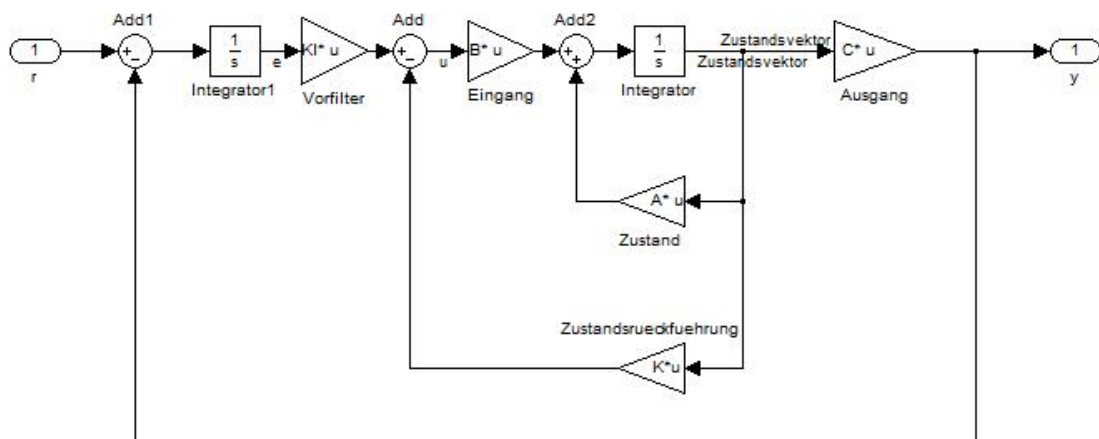 Add1
Add
Add2
1
r
+
−
1
s
Integrator1
e
KI* u
Vorfilter
+
−
u
B* u
Eingang
+
+
1
s
Integrator
Zustandsvektor
Zustandsvektor
C* u
Ausgang
1
y
A* u
Zustand
Zustandsrueckfuehrung
K*u